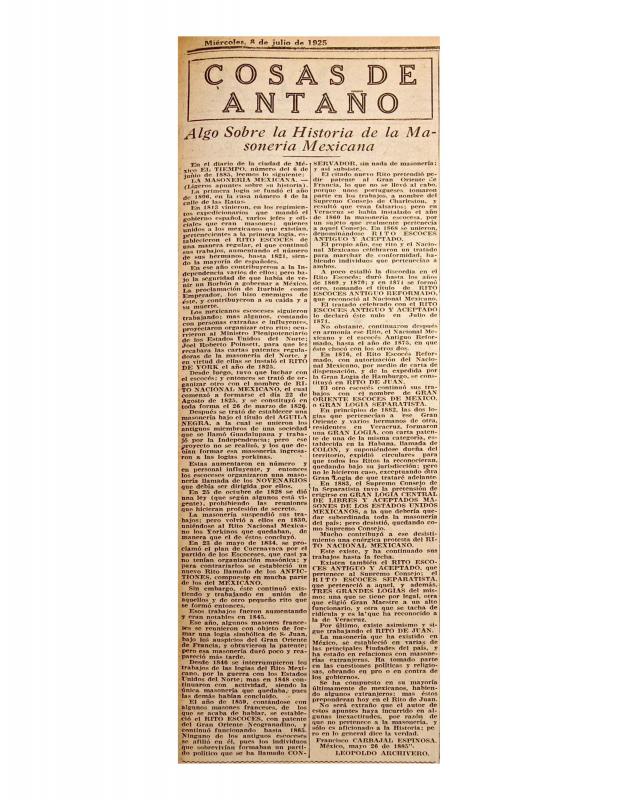 Miércoles, 8 de julio de 1925
COSAS DE
ANTAÑO
Algo Sobre la Historia de la Ma-
sonería Mexicana
En el diario de la ciudad de Mé-
xico EL TIEMPO, número del 6 de
junio de 1885, leemos lo siguiente:
LA MASONERIA MEXICANA.—
(Ligeros apuntes sobre su historia).
La primera logia se fundó el año
de 1806, en la casa número 4 de la
calle de las Ratas.
En 1813 vinieron, en los regimien-
tos expedicionarios que mandó el
gobierno español, varios jefes y ofi-
ciales que eran masones; quienes
unidos a los mexicanos que existían,
pertenecientes a la primera logia, es-
tablecieron el RITO ESCOCES de
una manera regular, el que continuó
sus trabajos, aumentando el número
de sus hermanos, hasta 1821, sien-
do la mayoría de españoles.
En ese año contribuyeron a la In-
dependencia varios de ellos; pero ba-
jo la seguridad de que había de ve-
nir un Borbón a gobernar a México.
La proclamación de Iturbide como
Emperador, los hizo enemigos de
éste, y contribuyeron a su caída y a
su muerte.
Los mexicanos escoceses siguieron
trabajando; mas algunos, contando
con personas extrañas e influyentes,
proyectaron organizar otro rito; ocu-
rrieron al Ministro Plenipotenciario
de los Estados Unidos del Norte;
Joel Roberto Poinsett, para que les
recabara las cartas patentes regula-
doras de la masonería del Norte, y
en virtud de ellas se instaló el RITO
DE YORK el año de 1825.
Desde luego, tuvo que luchar con
el escocés; y entonces se trató de or-
ganizar otro con el nombre de RI-
TO NACIONAL MEXICANO, el cual
comenzó a formarse el día 22 de
Agosto de 1825, y se constituyó en
toda forma el 26 de marzo de 1826.
Después se trató de establecer una
masonería bajo el título del AGUILA
NEGRA, a la cual se unieron los
antiguos miembros de una sociedad
que se llamó Guadalupana y traba-
jó por la Independencia; pero ese
proyecto no se realizó, y los que de-
bían formar esa masonería ingresa-
ron a las logias yorkinas.
Estas aumentaron en número y
en personal influyente, y entonces
los escoceses organizaron una maso-
nería llamada de los NOVENARIOS
que debía ser dirigida por ellos.
En 25 de octubre de 1828 se dió
una ley (que según algunos está vi-
gente), prohibiendo las reuniones
que hicieran profesión de secreto.
La masonería suspendió sus tra-
bajos; pero volvió a ellos en 1830,
uniéndose al Rito Nacional Mexica-
no los Yorkinos que quedaban, de
manera que el de éstos concluyó.
En 23 de mayo de 1834, se pro-
clamó el plan de Cuernavaca por el
partido de los Escoceses, que casi ya
no tenían organización masónica; y
para contrariarlos se estableció un
nuevo Rito llamado de los ANFIC-
TIONES, compuesto en mucha parte
de los del MEXICANO.
Sin embargo, éste continuó exis-
tiendo y trabajando en unión de
aquellos y de otro pequeño rito que
se formó entonces.
Esos trabajos fueron aumentando
y eran notables en 1845.
Ese año, algunos masones france-
ses se reunieron con objeto de for-
mar una logia simbólica de S. Juan,
bajo los auspicios del Gran Oriente
de Francia, y obtuvieron la patente;
pero esa masonería duró poco y rea-
pareció más tarde.
Desde 1846 se interrumpieron los
trabajos de las logias del Rito Mexi-
cano, por la guerra con los Estados
Unidos del Norte; mas en 1848 con-
tinuaron con actividad, siendo la
única masonería que quedaba, pues
las demás habían concluído.
El año de 1859, contándose con
algunos masones franceses, de los
que se acaba de hablar, se estable-
ció el RITO ESCOCES, con patente
del Gran Oriente Neogranadino, y
continuó funcionando hasta 1885.
Ninguno de los antiguos escoceses
se afilió en él, pues los individuos
que sobrevivían formaban un parti-
do político que se ha llamado CON-
SERVADOR, sin nada de masonería;
y así subsiste.
El citado nuevo Rito pretendió pe-
dir patente al Gran Oriente de
Francia, lo que no se llevó al cabo,
porque unos portugueses tomaron
parte en los trabajos, a nombre del
Supremo Consejo de Charleston, y
resultó que eran falsarios; pero en
Veracruz se había instalado el año
de 1860 la masonería escocesa, por
un sujeto que realmente pertenecía
a aquel Consejo. En 1868 se unieron,
denominándose RITO ESCOCES
ANTIGUO Y ACEPTADO.
El propio año, ese rito y el Nacio-
nal Mexicano celebraron un tratado
para marchar de conformidad, ha-
biendo individuos que pertenecían a
ambos.
A poco estalló la discordia en el
Rito Escocés; duró hasta los años
de 1869 y 1870; y en 1871 se formó
otro, tomando el título de RITO
ESCOCES ANTIGUO REFORMADO,
que reconoció al Nacional Mexicano.
El tratado celebrado con el RITO
ESCOCES ANTIGUO Y ACEPTADO
lo declaró éste nulo en Julio de
1871.
No obstante, continuaron después
en armonía ese Rito, el Nacional Me-
xicano y el escocés Antiguo Refor-
mado, hasta el año de 1875, en que
éste chocó con los otros dos.
En 1876, el Rito Escocés Refor-
mado, con autorización del Nacio-
nal Mexicano, por medio de carta de
dispensación, y de la expedida por
la Gran Logia de Hamburgo, se cons-
tituyó en RITO DE JUAN.
El otro escocés continuó sus tra-
bajos con el nombre de GRAN
ORIENTE ESCOCES DE MEXICO,
o GRAN LOGIA SEPARATISTA.
En principios de 1882, las dos lo-
gias que pertenecían a ese Gran
Oriente y varios hermanos de otra,
residentes en Veracruz, formaron
una GRAN LOGIA, con carta paten-
te de una de la misma categoría, es-
tablecida en la Habana, llamada de
COLON, y suponiéndose dueña del
territorio, expidió circulares para
que todos los Ritos la reconocieran,
quedando bajo su jurisdicción; pero
no le hicieron caso, exceptuando otra
Gran Logia de que trataré adelante.
En 1883, el Supremo Consejo de
la Separatista tuvo la pretensión de
erigirse en GRAN LOGIA CENTRAL
DE LIBRES Y ACEPTADOS MA-
SONES DE LOS ESTADOS UNIDOS
MEXICANOS, a la que debería que-
dar subordinada toda la masonería
del país; pero desistió, quedando co-
mo Supremo Consejo.
Mucho contribuyó a ese desisti-
miento una enérgica protesta del RI-
TO NACIONAL MEXICANO.
Este existe, y ha continuado sus
trabajos hasta la fecha.
Existen también el RITO ESCO-
CES ANTIGUO Y ACEPTADO, que
pertenece al Supremo Consejo; el
RITO ESCOCES SEPARATISTA,
que pertenece a aquel, y además,
TRES GRANDES LOGIAS del mis-
mo: una que se tiene por legal, otra
que eligió Gran Maestre a un alto
funcionario, y otra que se tacha de
ridícula y es la que ha reconocido a
la de Veracruz.
Por último, existe asimismo y si-
gue trabajando el RITO DE JUAN.
La masonería que ha existido en
México, se estableció en varias de
las principales ciudades del país, y
ha estado en relaciones con masone-
rías extranjeras. Ha tomado parte
en las cuestiones políticas y religio-
sas, obrando en pro o en contra de
los gobiernos.
Se ha compuesto en su mayoría
últimamente de mexicanos, habien-
do algunos extranjeros; mas éstos
preponderan hoy en el Rito de Juan.
No será extraño que el autor de
estos apuntes haya incurrido en al-
gunas inexactitudes, por razón de
que no pertenece a la masonería, y
sólo es aficionado a la Historia; pe-
ro en lo general dice la verdad.
Francisco CARBAJAL ESPINOSA.
México, mayo 26 de 1885".
LEOPOLDO ARCHIVERO.